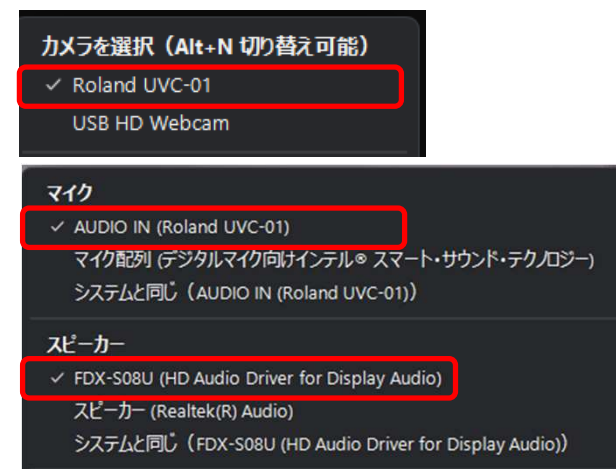 カメラを選択（Alt+N 切り替え可能）
✓ Roland UVC-01
USB HD Webcam
マイク
✓ AUDIO IN (Roland UVC-01)
マイク配列 (デジタルマイク向けインテル® スマート・サウンド・テクノロジー)
システムと同じ（AUDIO IN (Roland UVC-01)）
スピーカー
✓ FDX-S08U (HD Audio Driver for Display Audio)
スピーカー (Realtek(R) Audio)
システムと同じ（FDX-S08U (HD Audio Driver for Display Audio)）